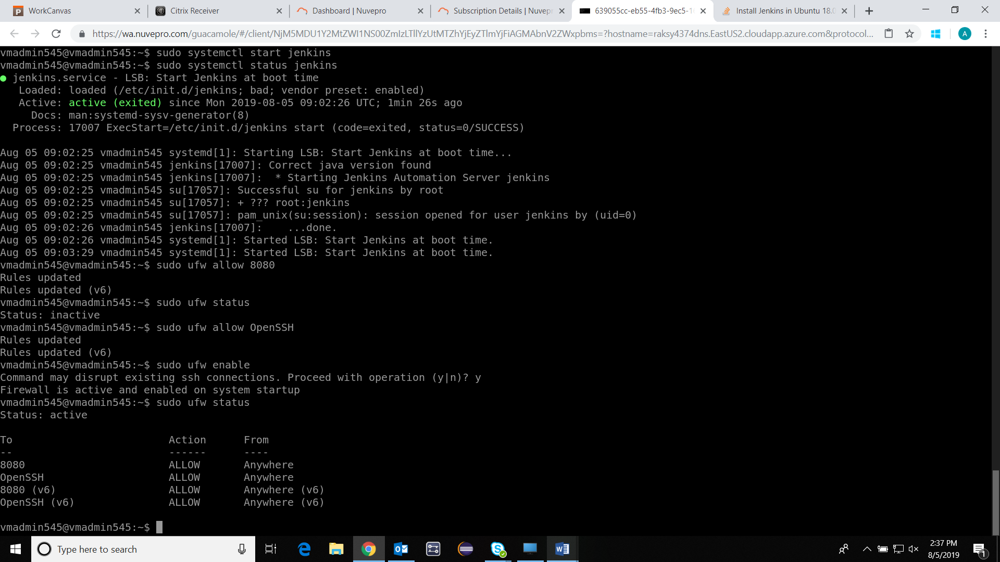 WorkCanvas
Citrix Receiver
Dashboard | Nuvepro
Subscription Details | Nuvepr
639055cc-eb55-4fb3-9ec5-1
Install Jenkins in Ubuntu 18.0
https://wa.nuvepro.com/guacamole/#/client/NjM5MDU1Y2MtZWI1NS00ZmIzLTllYzUtMTZhYjEyZTlmYjFiAGMAbnV2ZWxpbms=?hostname=raksy4374dns.EastUS2.cloudapp.azure.com&protocol...
A
vmadmin545@vmadmin545:~$ sudo systemctl start jenkins
vmadmin545@vmadmin545:~$ sudo systemctl status jenkins
● jenkins.service - LSB: Start Jenkins at boot time
Loaded: loaded (/etc/init.d/jenkins; bad; vendor preset: enabled)
Active: active (exited) since Mon 2019-08-05 09:02:26 UTC; 1min 26s ago
Docs: man:systemd-sysv-generator(8)
Process: 17007 ExecStart=/etc/init.d/jenkins start (code=exited, status=0/SUCCESS)
Aug 05 09:02:25 vmadmin545 systemd[1]: Starting LSB: Start Jenkins at boot time...
Aug 05 09:02:25 vmadmin545 jenkins[17007]: Correct java version found
Aug 05 09:02:25 vmadmin545 jenkins[17007]:  * Starting Jenkins Automation Server jenkins
Aug 05 09:02:25 vmadmin545 su[17057]: Successful su for jenkins by root
Aug 05 09:02:25 vmadmin545 su[17057]: + ??? root:jenkins
Aug 05 09:02:25 vmadmin545 su[17057]: pam_unix(su:session): session opened for user jenkins by (uid=0)
Aug 05 09:02:26 vmadmin545 jenkins[17007]:    ...done.
Aug 05 09:02:26 vmadmin545 systemd[1]: Started LSB: Start Jenkins at boot time.
Aug 05 09:03:29 vmadmin545 systemd[1]: Started LSB: Start Jenkins at boot time.
vmadmin545@vmadmin545:~$ sudo ufw allow 8080
Rules updated
Rules updated (v6)
vmadmin545@vmadmin545:~$ sudo ufw status
Status: inactive
vmadmin545@vmadmin545:~$ sudo ufw allow OpenSSH
Rules updated
Rules updated (v6)
vmadmin545@vmadmin545:~$ sudo ufw enable
Command may disrupt existing ssh connections. Proceed with operation (y|n)? y
Firewall is active and enabled on system startup
vmadmin545@vmadmin545:~$ sudo ufw status
Status: active
To Action From
-- ------ ----
8080 ALLOW Anywhere
OpenSSH ALLOW Anywhere
8080 (v6) ALLOW Anywhere (v6)
OpenSSH (v6) ALLOW Anywhere (v6)
vmadmin545@vmadmin545:~$
Type here to search
2:37 PM
8/5/2019
1